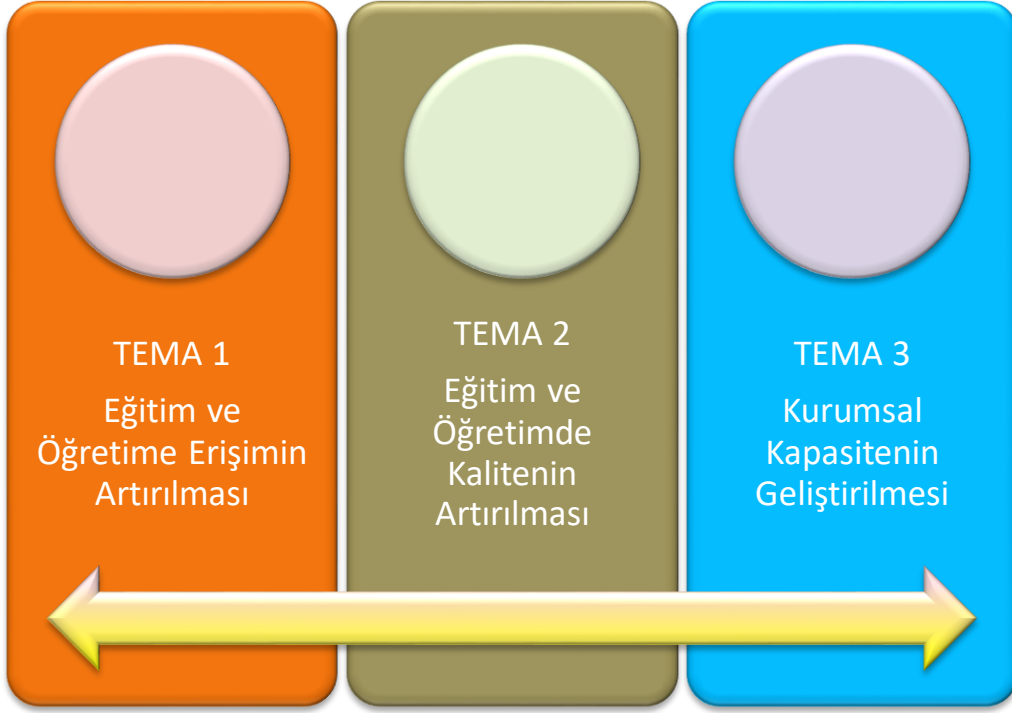 TEMA 1
Eğitim ve
Öğretime Erişimin
Artırılması
TEMA 2
Eğitim ve
Öğretimde
Kalitenin
Artırılması
TEMA 3
Kurumsal
Kapasitenin
Geliştirilmesi